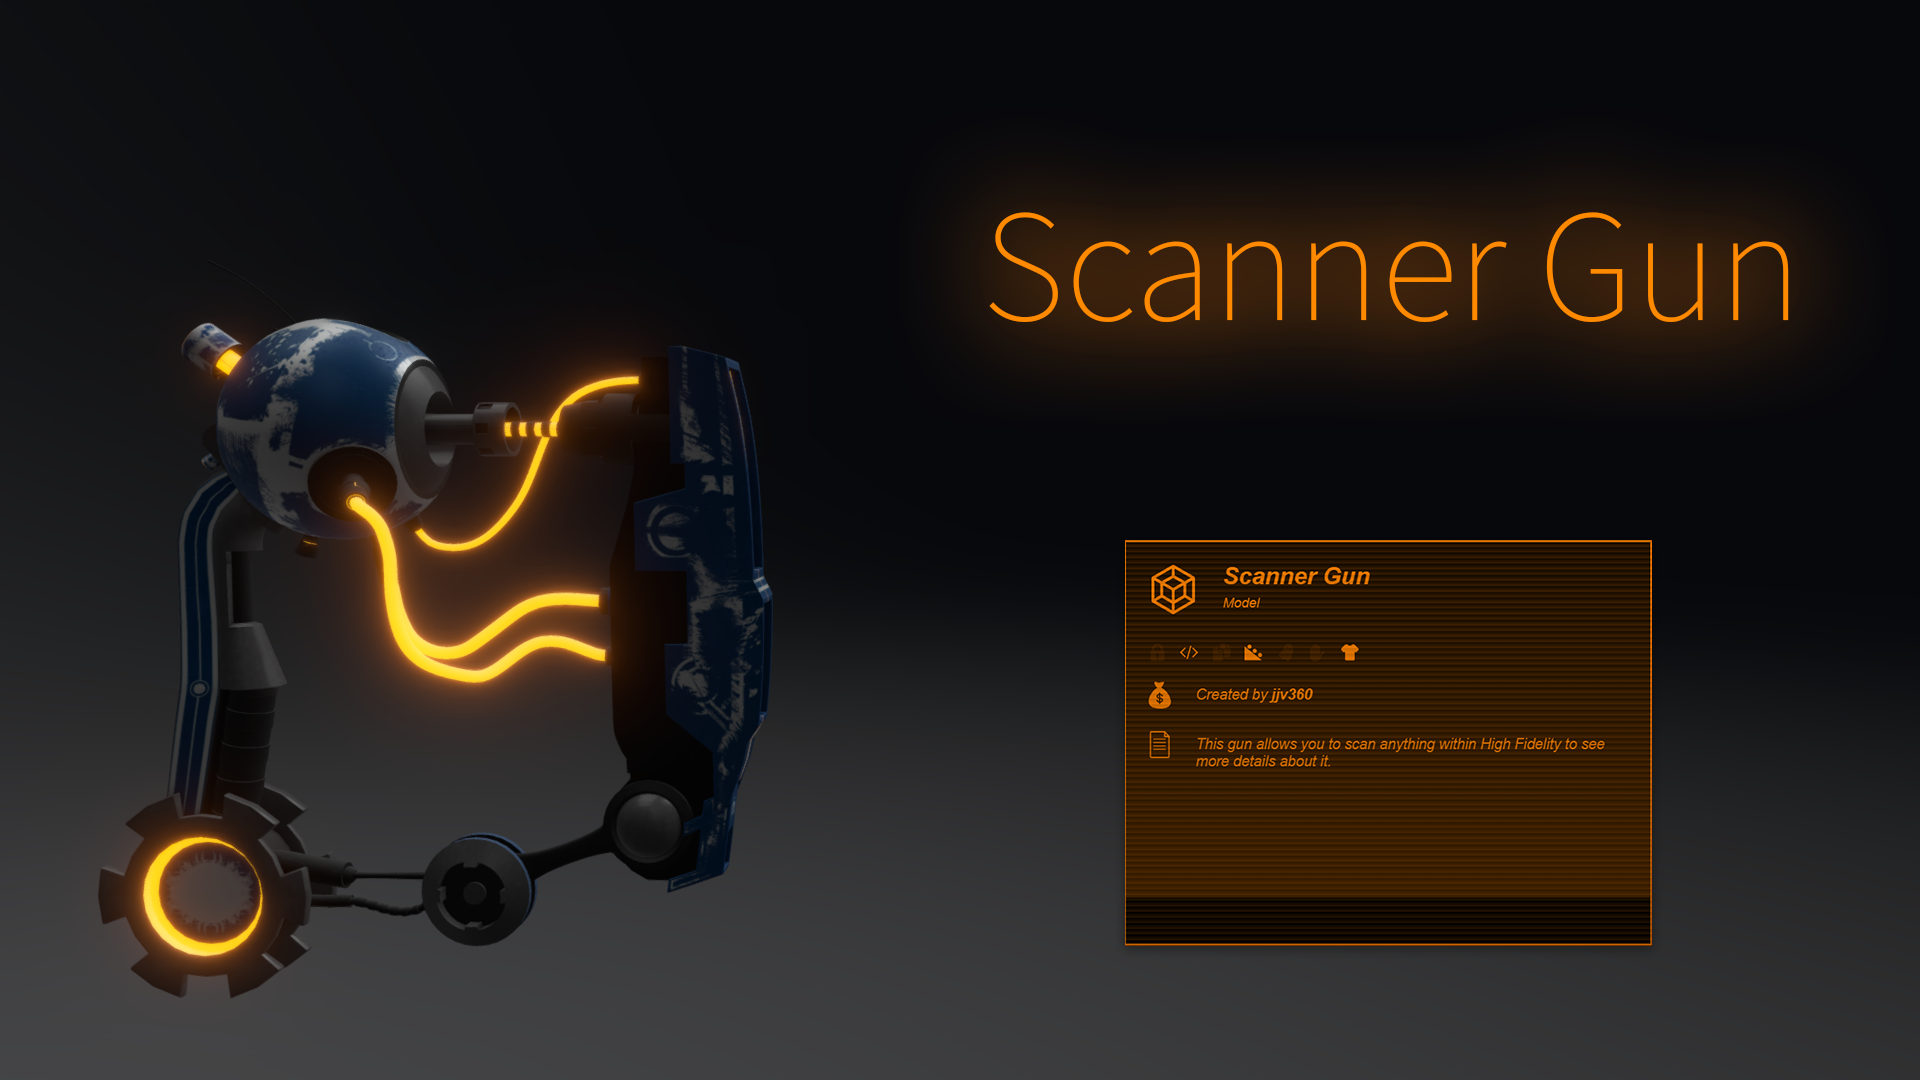 Scanner Gun
Scanner Gun
Model
Created by jjv360
This gun allows you to scan anything within High Fidelity to see
more details about it.